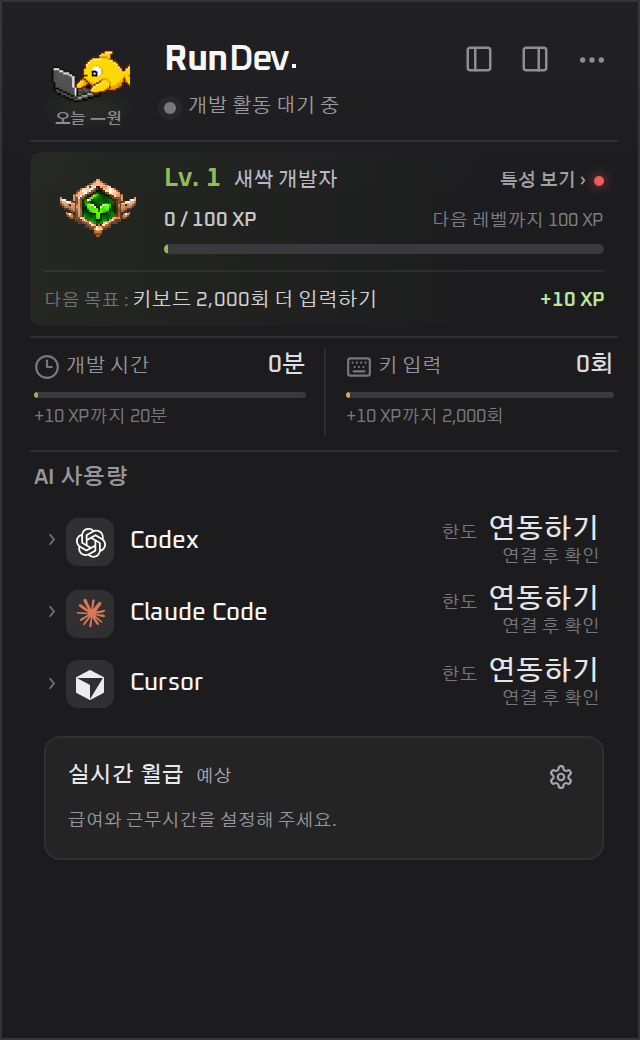 RunDev.
개발 활동 대기 중
오늘 —원
Lv. 1 새싹 개발자 특성 보기 ›
0 / 100 XP 다음 레벨까지 100 XP
다음 목표 : 키보드 2,000회 더 입력하기 +10 XP
개발 시간 0분
+10 XP까지 20분
키 입력 0회
+10 XP까지 2,000회
AI 사용량
› Codex 한도 연동하기
연결 후 확인
› Claude Code 한도 연동하기
연결 후 확인
› Cursor 한도 연동하기
연결 후 확인
실시간 월급 예상
급여와 근무시간을 설정해 주세요.